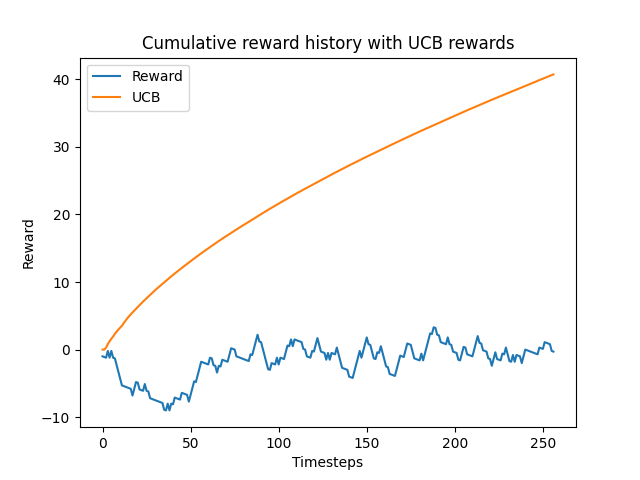 Cumulative reward history with UCB rewards
Reward
UCB
40
30
20
10
0
−10
Reward
0
50
100
150
200
250
Timesteps